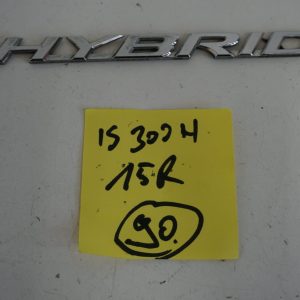 HYBRID
IS 300 H
15R
90.